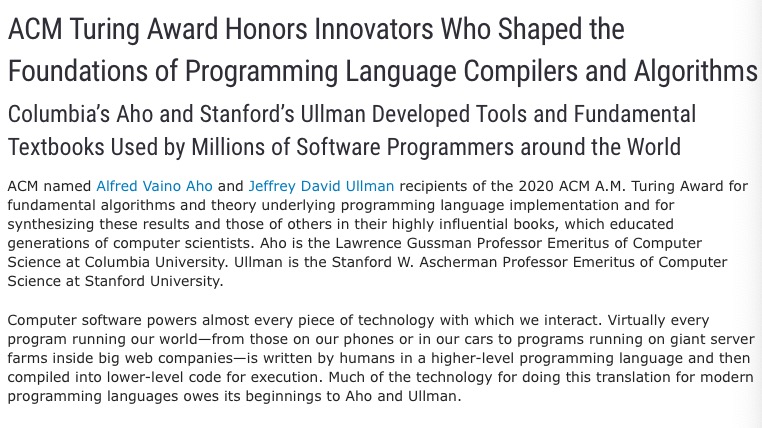 ACM Turing Award Honors Innovators Who Shaped the
Foundations of Programming Language Compilers and Algorithms
Columbia’s Aho and Stanford’s Ullman Developed Tools and Fundamental
Textbooks Used by Millions of Software Programmers around the World
ACM named Alfred Vaino Aho and Jeffrey David Ullman recipients of the 2020 ACM A.M. Turing Award for
fundamental algorithms and theory underlying programming language implementation and for
synthesizing these results and those of others in their highly influential books, which educated
generations of computer scientists. Aho is the Lawrence Gussman Professor Emeritus of Computer
Science at Columbia University. Ullman is the Stanford W. Ascherman Professor Emeritus of Computer
Science at Stanford University.
Computer software powers almost every piece of technology with which we interact. Virtually every
program running our world—from those on our phones or in our cars to programs running on giant server
farms inside big web companies—is written by humans in a higher-level programming language and then
compiled into lower-level code for execution. Much of the technology for doing this translation for modern
programming languages owes its beginnings to Aho and Ullman.